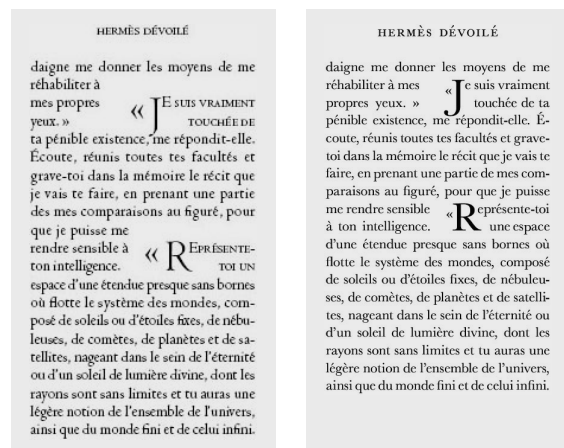 HERMÈS DÉVOILÉ
daigne me donner les moyens de me
réhabiliter à
mes propres
yeux. »
« JE SUIS VRAIMENT
TOUCHÉE DE
ta pénible existence, me répondit-elle.
Écoute, réunis toutes tes facultés et
grave-toi dans la mémoire le récit que
je vais te faire, en prenant une partie
des mes comparaisons au figuré, pour
que je puisse me
rendre sensible à
ton intelligence.
« REPRÉSENTE-
TOI UN
espace d'une étendue presque sans bornes
où flotte le système des mondes, com-
posé de soleils ou d'étoiles fixes, de nébu-
leuses, de comètes, de planètes et de sa-
tellites, nageant dans le sein de l'éternité
ou d'un soleil de lumière divine, dont les
rayons sont sans limites et tu auras une
légère notion de l'ensemble de l'univers,
ainsi que du monde fini et de celui infini.
HERMÈS DÉVOILÉ
daigne me donner les moyens de me
réhabiliter à mes
propres yeux. »
« Je suis vraiment
touchée de ta
pénible existence, me répondit-elle. É-
coute, réunis toutes tes facultés et grave-
toi dans la mémoire le récit que je vais te
faire, en prenant une partie de mes com-
paraisons au figuré, pour que je puisse
me rendre sensible
à ton intelligence.
« Représente-toi
une espace
d'une étendue presque sans bornes où
flotte le système des mondes, composé
de soleils ou d'étoiles fixes, de nébuleu-
ses, de comètes, de planètes et de satelli-
tes, nageant dans le sein de l'éternité ou
d'un soleil de lumière divine, dont les
rayons sont sans limites et tu auras une
légère notion de l'ensemble de l'univers,
ainsi que du monde fini et de celui infini.